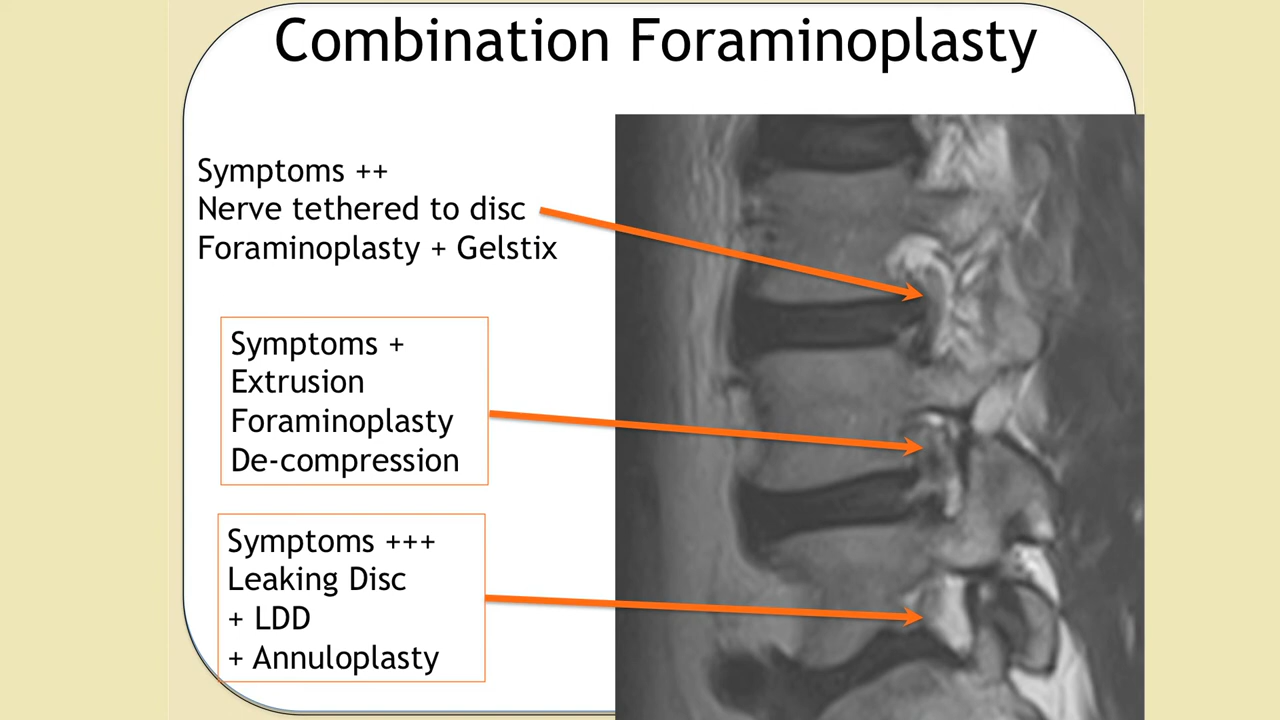 Combination Foraminoplasty
Symptoms ++
Nerve tethered to disc
Foraminoplasty + Gelstix
Symptoms +
Extrusion
Foraminoplasty
De-compression
Symptoms +++
Leaking Disc
+ LDD
+ Annuloplasty